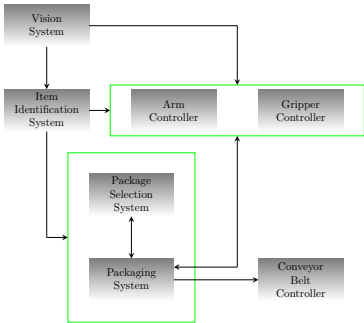 Vision
System
Item
Identification
System
Arm
Controller
Gripper
Controller
Package
Selection
System
Packaging
System
Conveyor
Belt
Controller